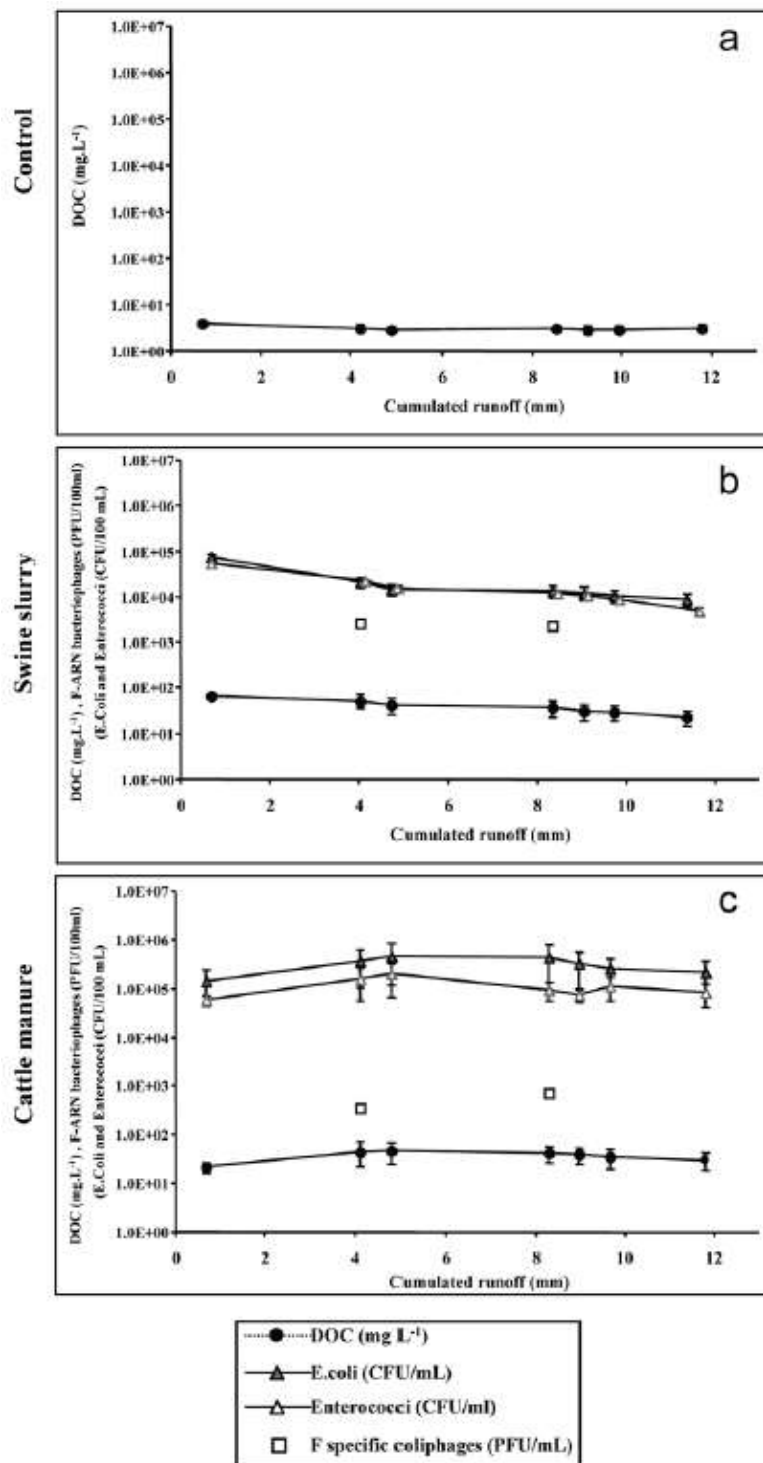 a
Control
DOC (mg.L-1)
1.0E+07
1.0E+06
1.0E+05
1.0E+04
1.0E+03
1.0E+02
1.0E+01
1.0E+00
0 2 4 6 8 10 12
Cumulated runoff (mm)
b
Swine slurry
DOC (mg.L-1) , F-ARN bacteriophages (PFU/100ml)
(E.Coli and Enterococi (CFU/100 mL)
1.0E+07
1.0E+06
1.0E+05
1.0E+04
1.0E+03
1.0E+02
1.0E+01
1.0E+00
0 2 4 6 8 10 12
Cumulated runoff (mm)
c
Cattle manure
DOC (mg.L-1) , F-ARN bacteriophages (PFU/100ml)
(E.Coli and Enterococi (CFU/100 mL)
1.0E+07
1.0E+06
1.0E+05
1.0E+04
1.0E+03
1.0E+02
1.0E+01
1.0E+00
0 2 4 6 8 10 12
Cumulated runoff (mm)
DOC (mg L-1)
E.coli (CFU/mL)
Enterococci (CFU/ml)
F specific coliphages (PFU/mL)